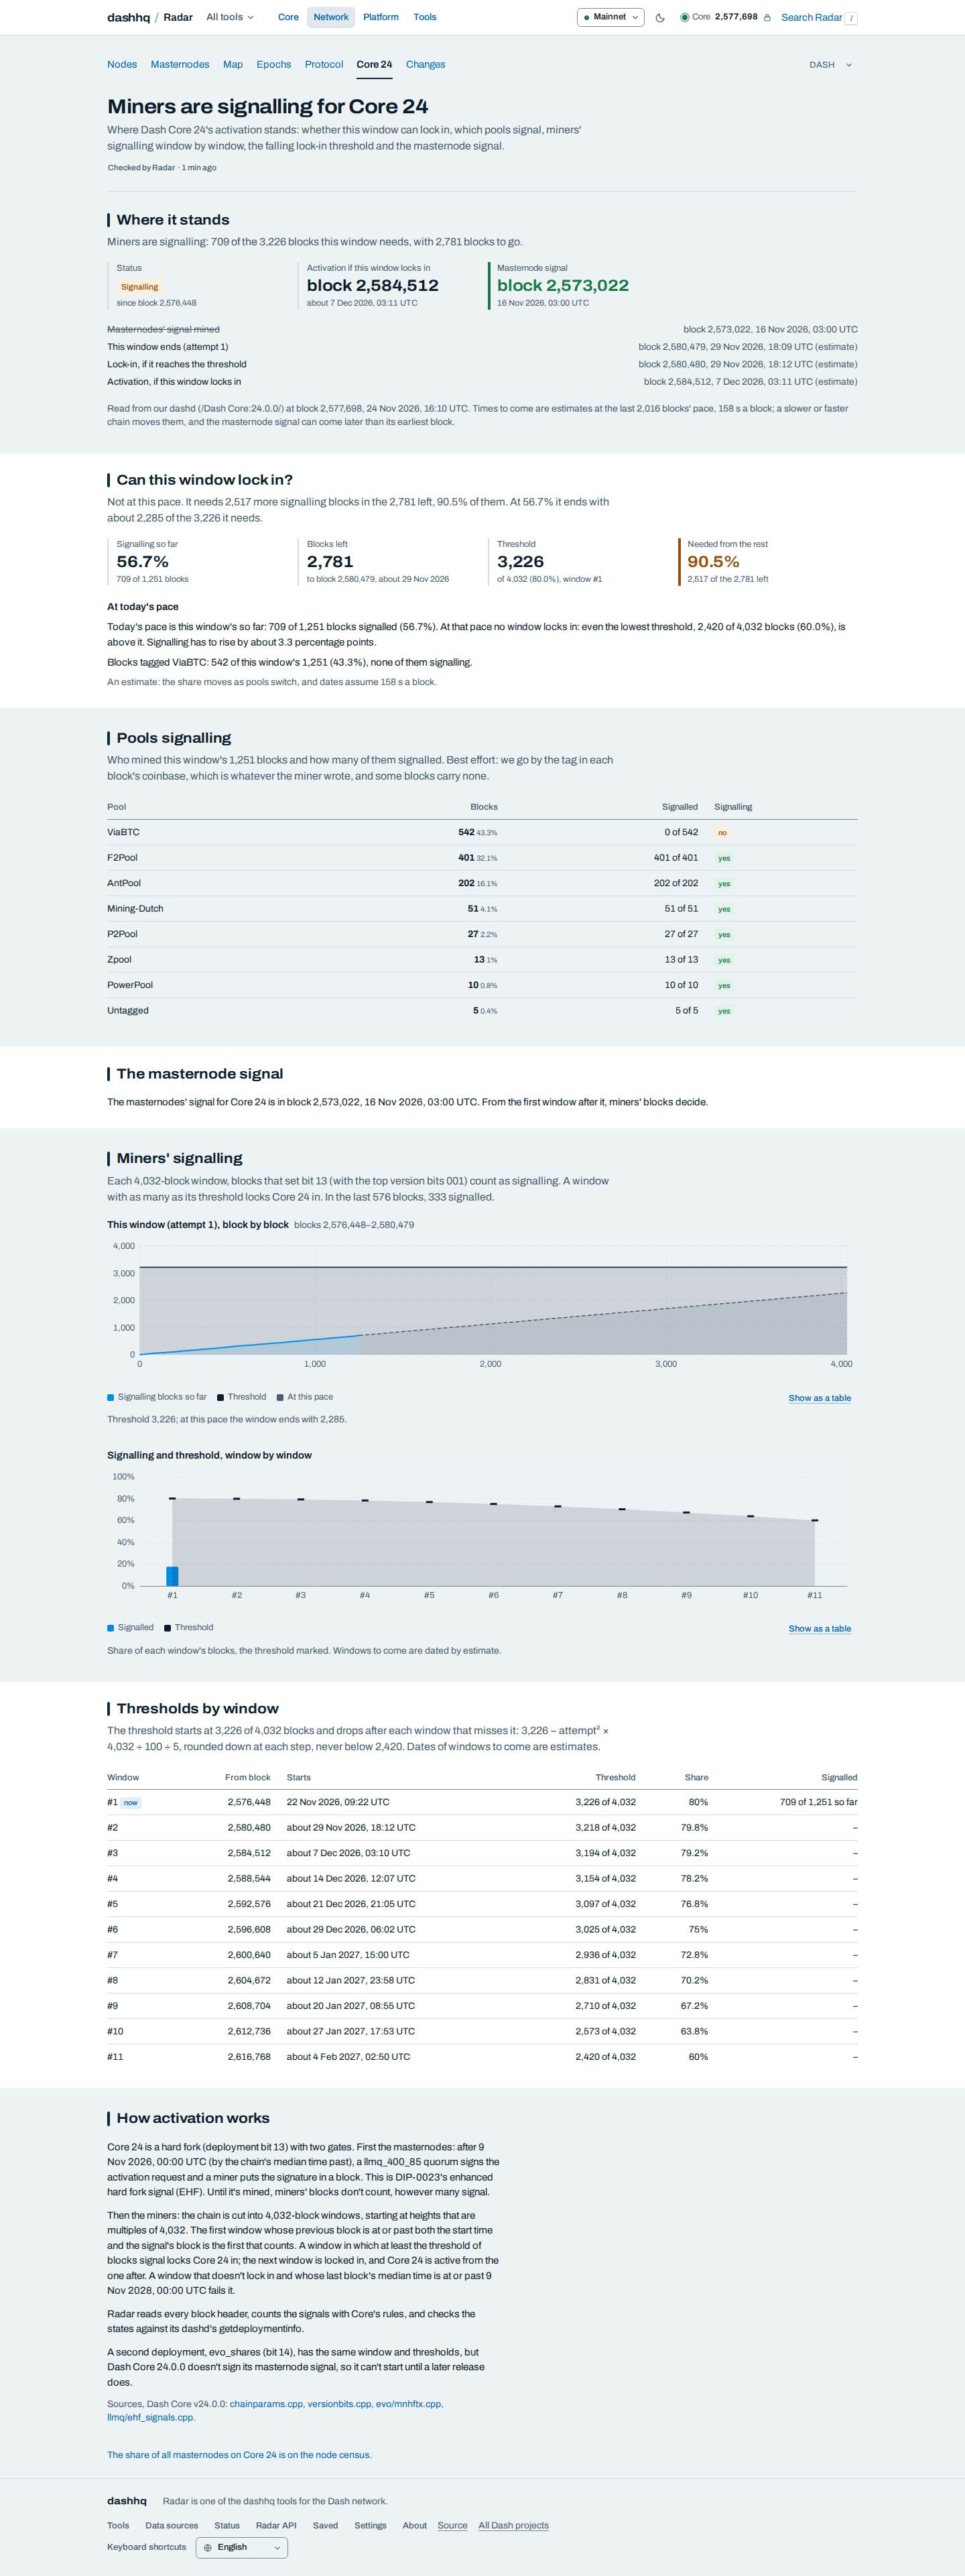 dashhq / Radar All tools Core Network Platform Tools Mainnet Core 2,577,698 Search Radar /
Nodes Masternodes Map Epochs Protocol Core 24 Changes DASH
Miners are signalling for Core 24
Where Dash Core 24's activation stands: whether this window can lock in, which pools signal, miners'
signalling window by window, the falling lock-in threshold and the masternode signal.
Checked by Radar · 1 min ago
Where it stands
Miners are signalling: 709 of the 3,226 blocks this window needs, with 2,781 blocks to go.
Status Activation if this window locks in Masternode signal
Signalling block 2,584,512 block 2,573,022
since block 2,576,448 about 7 Dec 2026, 03:11 UTC 16 Nov 2026, 03:00 UTC
Masternodes' signal mined block 2,573,022, 16 Nov 2026, 03:00 UTC
This window ends (attempt 1) block 2,580,479, 29 Nov 2026, 18:09 UTC (estimate)
Lock-in, if it reaches the threshold block 2,580,480, 29 Nov 2026, 18:12 UTC (estimate)
Activation, if this window locks in block 2,584,512, 7 Dec 2026, 03:11 UTC (estimate)
Read from our dashd (/Dash Core:24.0.0/) at block 2,577,698, 24 Nov 2026, 16:10 UTC. Times to come are estimates at the last 2,016 blocks' pace, 158 s a block; a slower or faster
chain moves them, and the masternode signal can come later than its earliest block.
Can this window lock in?
Not at this pace. It needs 2,517 more signalling blocks in the 2,781 left, 90.5% of them. At 56.7% it ends with
about 2,285 of the 3,226 it needs.
Signalling so far Blocks left Threshold Needed from the rest
56.7% 2,781 3,226 90.5%
709 of 1,251 blocks to block 2,580,479, about 29 Nov 2026 of 4,032 (80.0%), window #1 2,517 of the 2,781 left
At today's pace
Today's pace is this window's so far: 709 of 1,251 blocks signalled (56.7%). At that pace no window locks in: even the lowest threshold, 2,420 of 4,032 blocks (60.0%), is
above it. Signalling has to rise by about 3.3 percentage points.
Blocks tagged ViaBTC: 542 of this window's 1,251 (43.3%), none of them signalling.
An estimate: the share moves as pools switch, and dates assume 158 s a block.
Pools signalling
Who mined this window's 1,251 blocks and how many of them signalled. Best effort: we go by the tag in each
block's coinbase, which is whatever the miner wrote, and some blocks carry none.
Pool Blocks Signalled Signalling
ViaBTC 542 43.3% 0 of 542 no
F2Pool 401 32.1% 401 of 401 yes
AntPool 202 16.1% 202 of 202 yes
Mining-Dutch 51 4.1% 51 of 51 yes
P2Pool 27 2.2% 27 of 27 yes
Zpool 13 1% 13 of 13 yes
PowerPool 10 0.8% 10 of 10 yes
Untagged 5 0.4% 5 of 5 yes
The masternode signal
The masternodes' signal for Core 24 is in block 2,573,022, 16 Nov 2026, 03:00 UTC. From the first window after it, miners' blocks decide.
Miners' signalling
Each 4,032-block window, blocks that set bit 13 (with the top version bits 001) count as signalling. A window
with as many as its threshold locks Core 24 in. In the last 576 blocks, 333 signalled.
This window (attempt 1), block by block blocks 2,576,448–2,580,479
4,000
3,000
2,000
1,000
0
0 1,000 2,000 3,000 4,000
Signalling blocks so far Threshold At this pace Show as a table
Threshold 3,226; at this pace the window ends with 2,285.
Signalling and threshold, window by window
100%
80%
60%
40%
20%
0%
#1 #2 #3 #4 #5 #6 #7 #8 #9 #10 #11
Signalled Threshold Show as a table
Share of each window's blocks, the threshold marked. Windows to come are dated by estimate.
Thresholds by window
The threshold starts at 3,226 of 4,032 blocks and drops after each window that misses it: 3,226 − attempt² ×
4,032 ÷ 100 ÷ 5, rounded down at each step, never below 2,420. Dates of windows to come are estimates.
Window From block Starts Threshold Share Signalled
#1 now 2,576,448 22 Nov 2026, 09:22 UTC 3,226 of 4,032 80% 709 of 1,251 so far
#2 2,580,480 about 29 Nov 2026, 18:12 UTC 3,218 of 4,032 79.8% –
#3 2,584,512 about 7 Dec 2026, 03:10 UTC 3,194 of 4,032 79.2% –
#4 2,588,544 about 14 Dec 2026, 12:07 UTC 3,154 of 4,032 78.2% –
#5 2,592,576 about 21 Dec 2026, 21:05 UTC 3,097 of 4,032 76.8% –
#6 2,596,608 about 29 Dec 2026, 06:02 UTC 3,025 of 4,032 75% –
#7 2,600,640 about 5 Jan 2027, 15:00 UTC 2,936 of 4,032 72.8% –
#8 2,604,672 about 12 Jan 2027, 23:58 UTC 2,831 of 4,032 70.2% –
#9 2,608,704 about 20 Jan 2027, 08:55 UTC 2,710 of 4,032 67.2% –
#10 2,612,736 about 27 Jan 2027, 17:53 UTC 2,573 of 4,032 63.8% –
#11 2,616,768 about 4 Feb 2027, 02:50 UTC 2,420 of 4,032 60% –
How activation works
Core 24 is a hard fork (deployment bit 13) with two gates. First the masternodes: after 9
Nov 2026, 00:00 UTC (by the chain's median time past), a llmq_400_85 quorum signs the
activation request and a miner puts the signature in a block. This is DIP-0023's enhanced
hard fork signal (EHF). Until it's mined, miners' blocks don't count, however many signal.
Then the miners: the chain is cut into 4,032-block windows, starting at heights that are
multiples of 4,032. The first window whose previous block is at or past both the start time
and the signal's block is the first that counts. A window in which at least the threshold of
blocks signal locks Core 24 in; the next window is locked in, and Core 24 is active from the
one after. A window that doesn't lock in and whose last block's median time is at or past 9
Nov 2028, 00:00 UTC fails it.
Radar reads every block header, counts the signals with Core's rules, and checks the
states against its dashd's getdeploymentinfo.
A second deployment, evo_shares (bit 14), has the same window and thresholds, but
Dash Core 24.0.0 doesn't sign its masternode signal, so it can't start until a later release
does.
Sources, Dash Core v24.0.0: chainparams.cpp, versionbits.cpp, evo/mnhftx.cpp,
llmq/ehf_signals.cpp.
The share of all masternodes on Core 24 is on the node census.
dashhq Radar is one of the dashhq tools for the Dash network.
Tools Data sources Status Radar API Saved Settings About Source All Dash projects
Keyboard shortcuts English